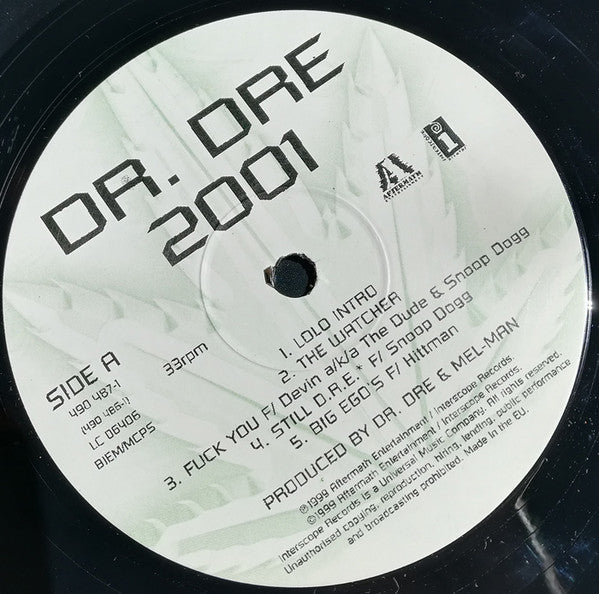 DR. DRE
2001
AFTERMATH
SIDE A
490 487-1
(490 486-1)
LC 06406
BIEM/MCPS
33rpm
1. LOLO INTRO
2. THE WATCHER
3. FUCK YOU F/ Devin a/k/a The Dude & Snoop Dogg
4. STILL D.R.E.* F/ Snoop Dogg
5. BIG EGO'S F/ Hittman
PRODUCED BY DR. DRE & MEL-MAN
℗1999 Aftermath Entertainment / Interscope Records.
©1999 Aftermath Entertainment / Interscope Records.
Interscope Records is a Universal Music Company. All rights reserved.
Unauthorised copying, reproduction, hiring, lending, public performance
and broadcasting prohibited. Made in the EU.